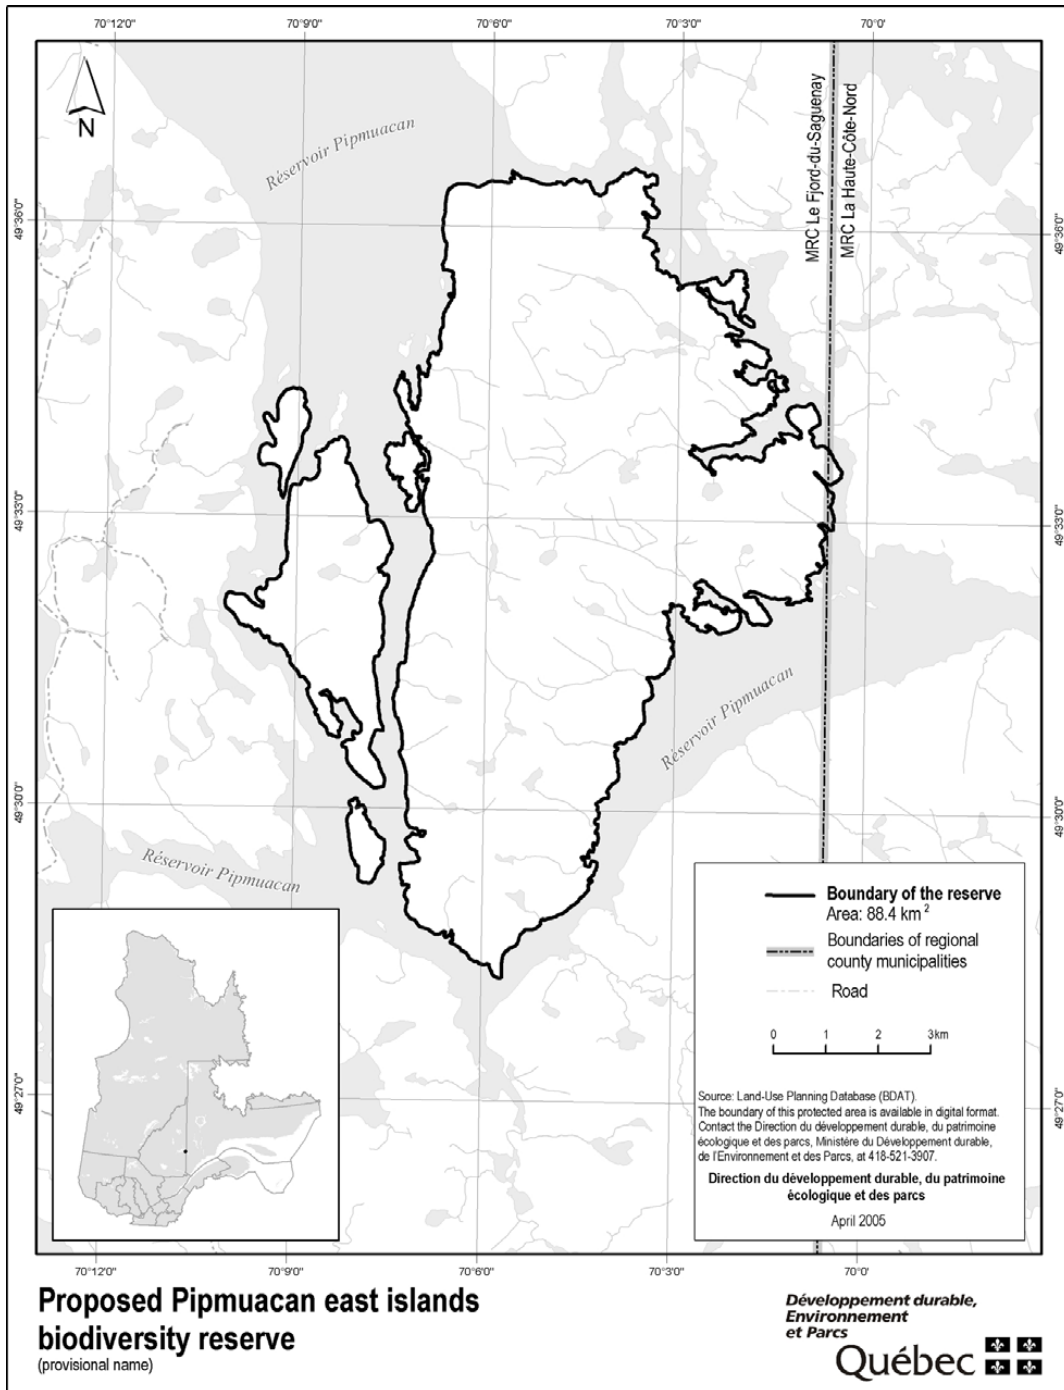 70°12'0"
70°9'0"
70°6'0"
70°3'0"
70°0'
N
Réservoir Pipmuacan
MRC Le Fjord-du-Saguenay
MRC La Haute-Côte-Nord
49°36'0"
49°36'0"
49°33'0"
49°33'0"
Réservoir Pipmuacan
49°30'0"
49°30'0"
Réservoir Pipmuacan
Boundary of the reserve
Area: 88.4 km²
Boundaries of regional
county municipalities
Road
0
1
2
3km
49°27'0"
49°27'0"
Source: Land-Use Planning Database (BDAT).
The boundary of this protected area is available in digital format.
Contact the Direction du développement durable, du patrimoine
écologique et des parcs, Ministère du Développement durable,
de l'Environnement et des Parcs, at 418-521-3907.
Direction du développement durable, du patrimoine
écologique et des parcs
April 2005
70°12'0"
70°9'0"
70°6'0"
70°3'0"
70°0'
Proposed Pipmuacan east islands
biodiversity reserve
(provisional name)
Développement durable,
Environnement
et Parcs
Québec